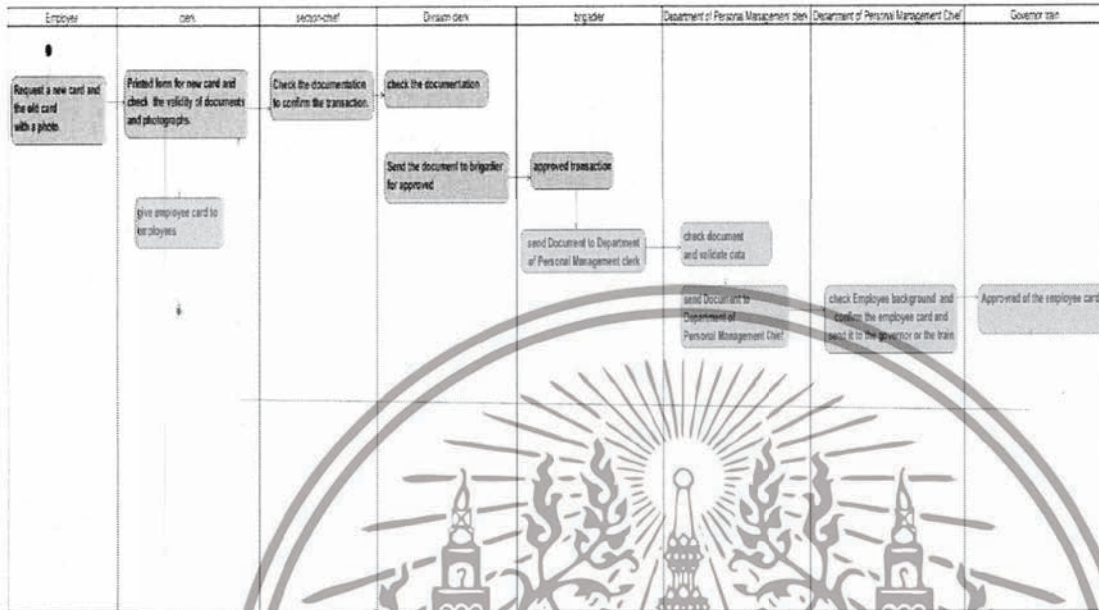 Employee
clerk
section-chief
Division clerk
brigadier
Department of Personal Management clerk
Department of Personal Management Chief
Governor train
Request a new card and
the old card
with a photo.
Printed form for new card and
check the validity of documents
and photographs.
Check the documentation
to confirm the transaction.
check the documentation
Send the document to brigadier
for approved
approved transaction
give employee card to
employees
send Document to Department
of Personal Management clerk
check document
and validate data
send Document to
Department of
Personal Management Chief
check Employee background and
confirm the employee card and
send it to the governor or the train
Approved of the employee card